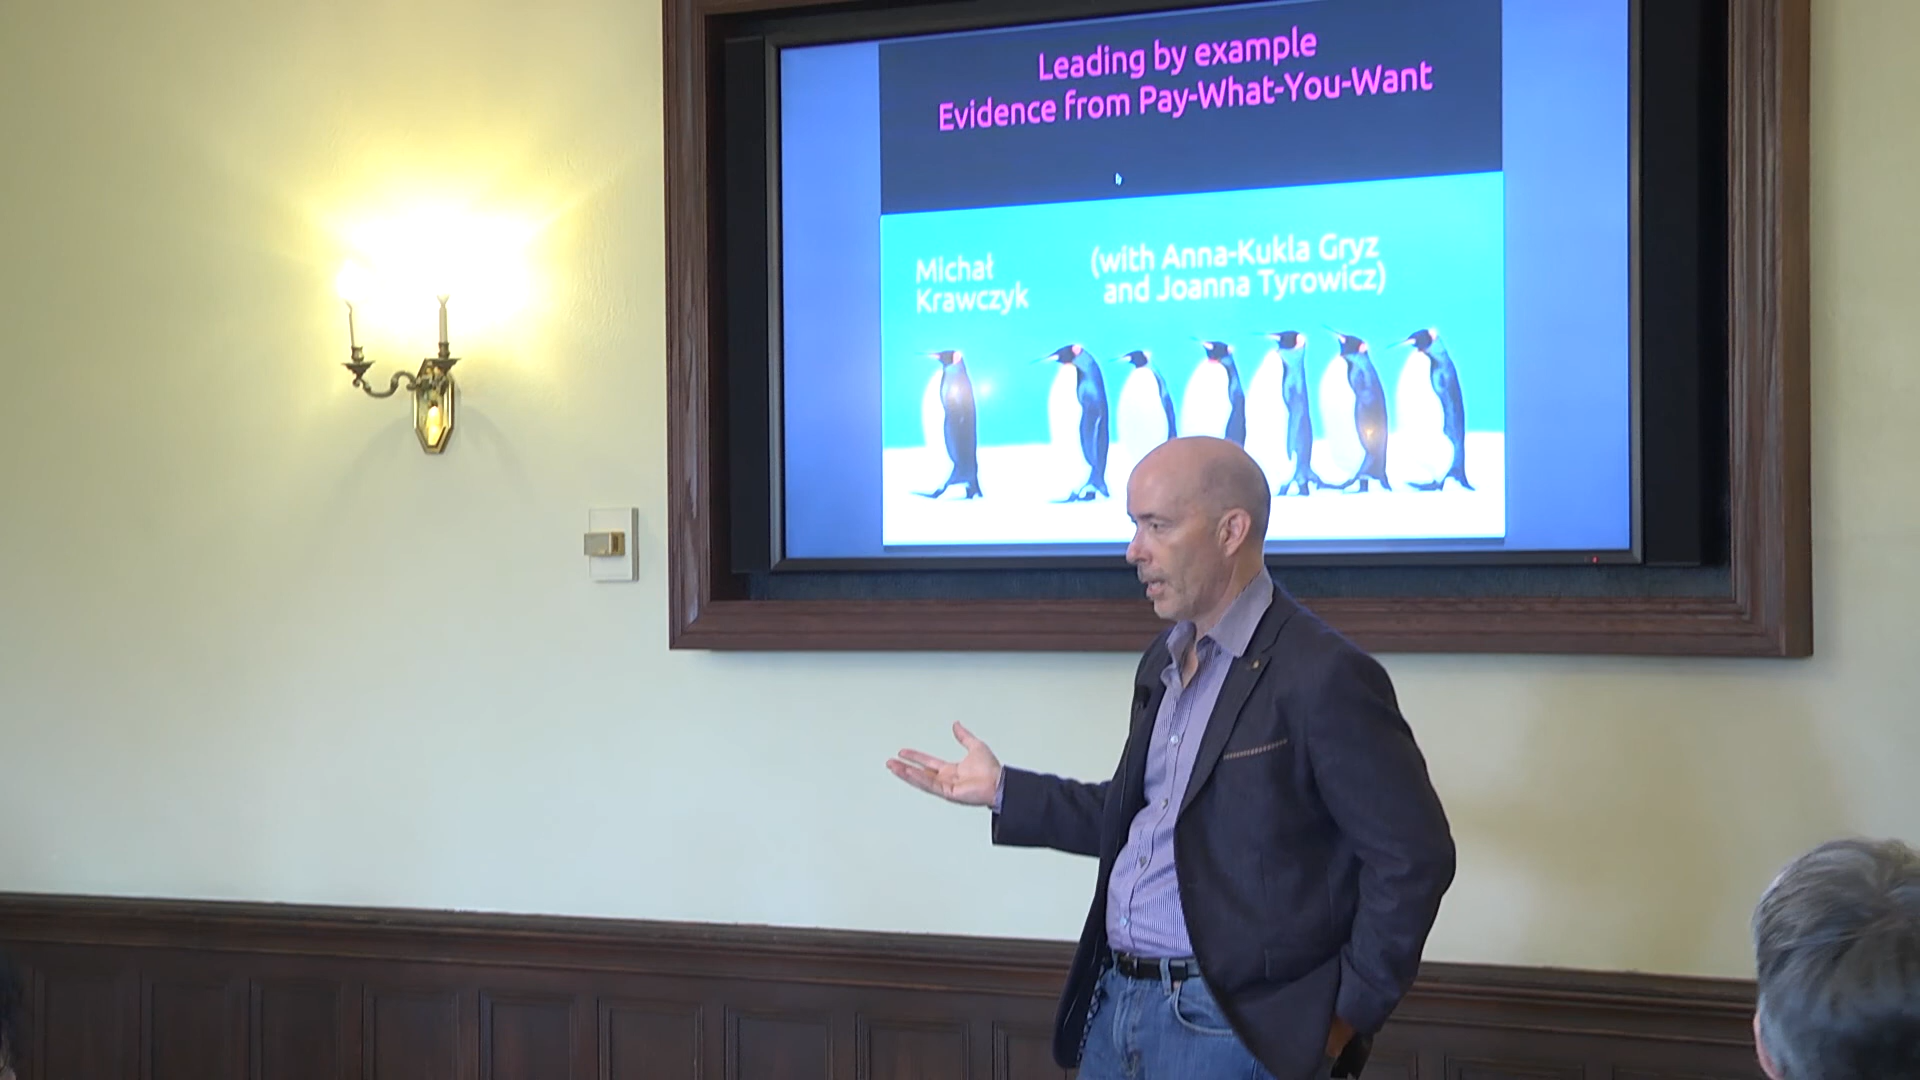 Leading by example
Evidence from Pay-What-You-Want
Michał
Krawczyk
(with Anna-Kukla Gryz
and Joanna Tyrowicz)